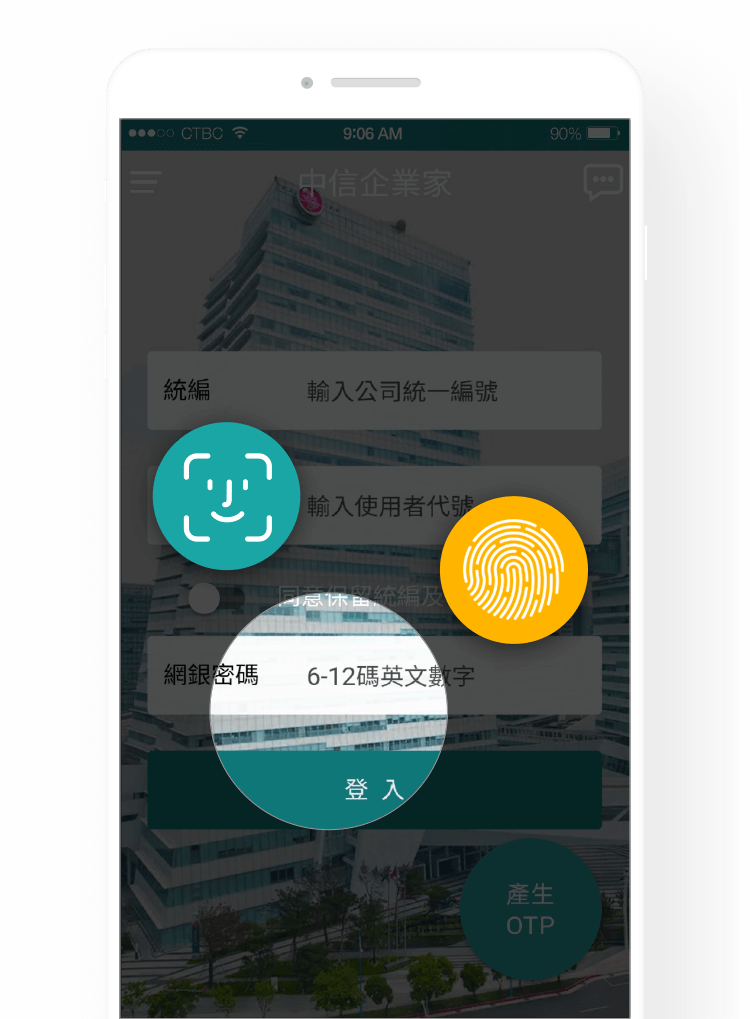 CTBC 9:06 AM 90%
中信企業家
統編 輸入公司統一編號
輸入使用者代號
同意保留統編及
網銀密碼 6-12碼英文數字
登入
產生
OTP